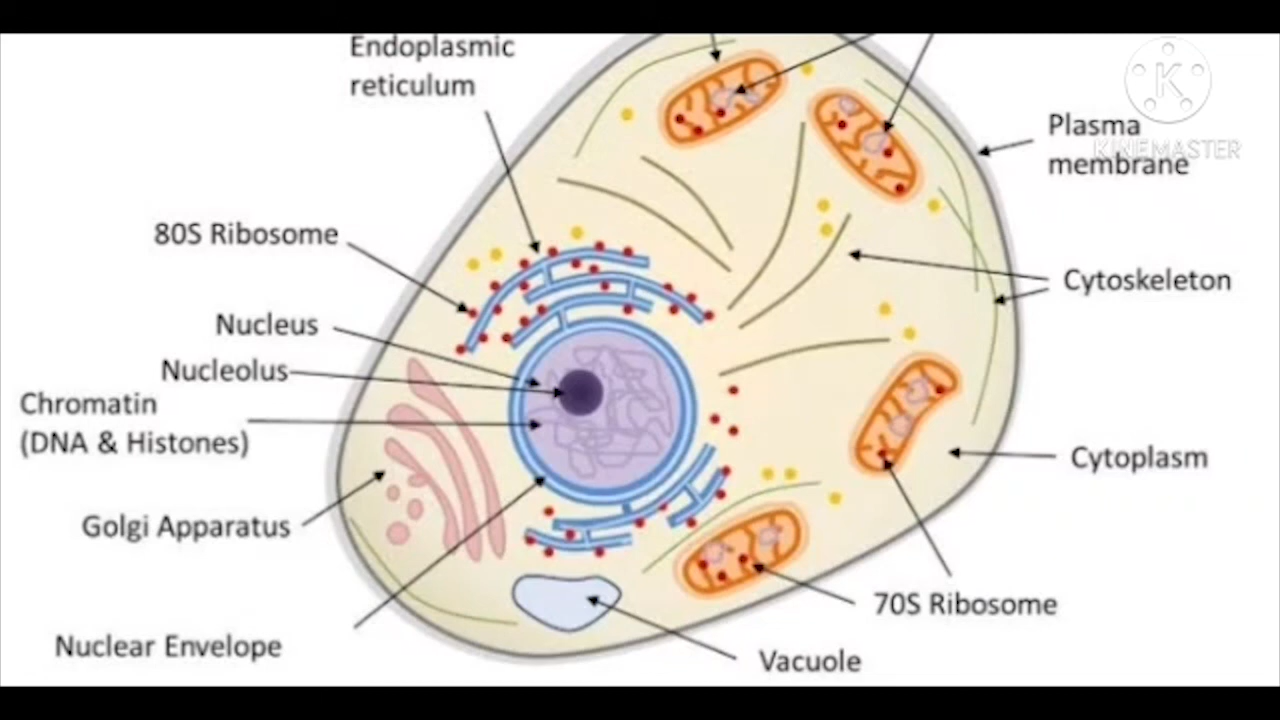 Endoplasmic
reticulum
K
Plasma
membrane
KINEMASTER
80S Ribosome
Cytoskeleton
Nucleus
Nucleolus
Chromatin
(DNA & Histones)
Cytoplasm
Golgi Apparatus
70S Ribosome
Nuclear Envelope
Vacuole